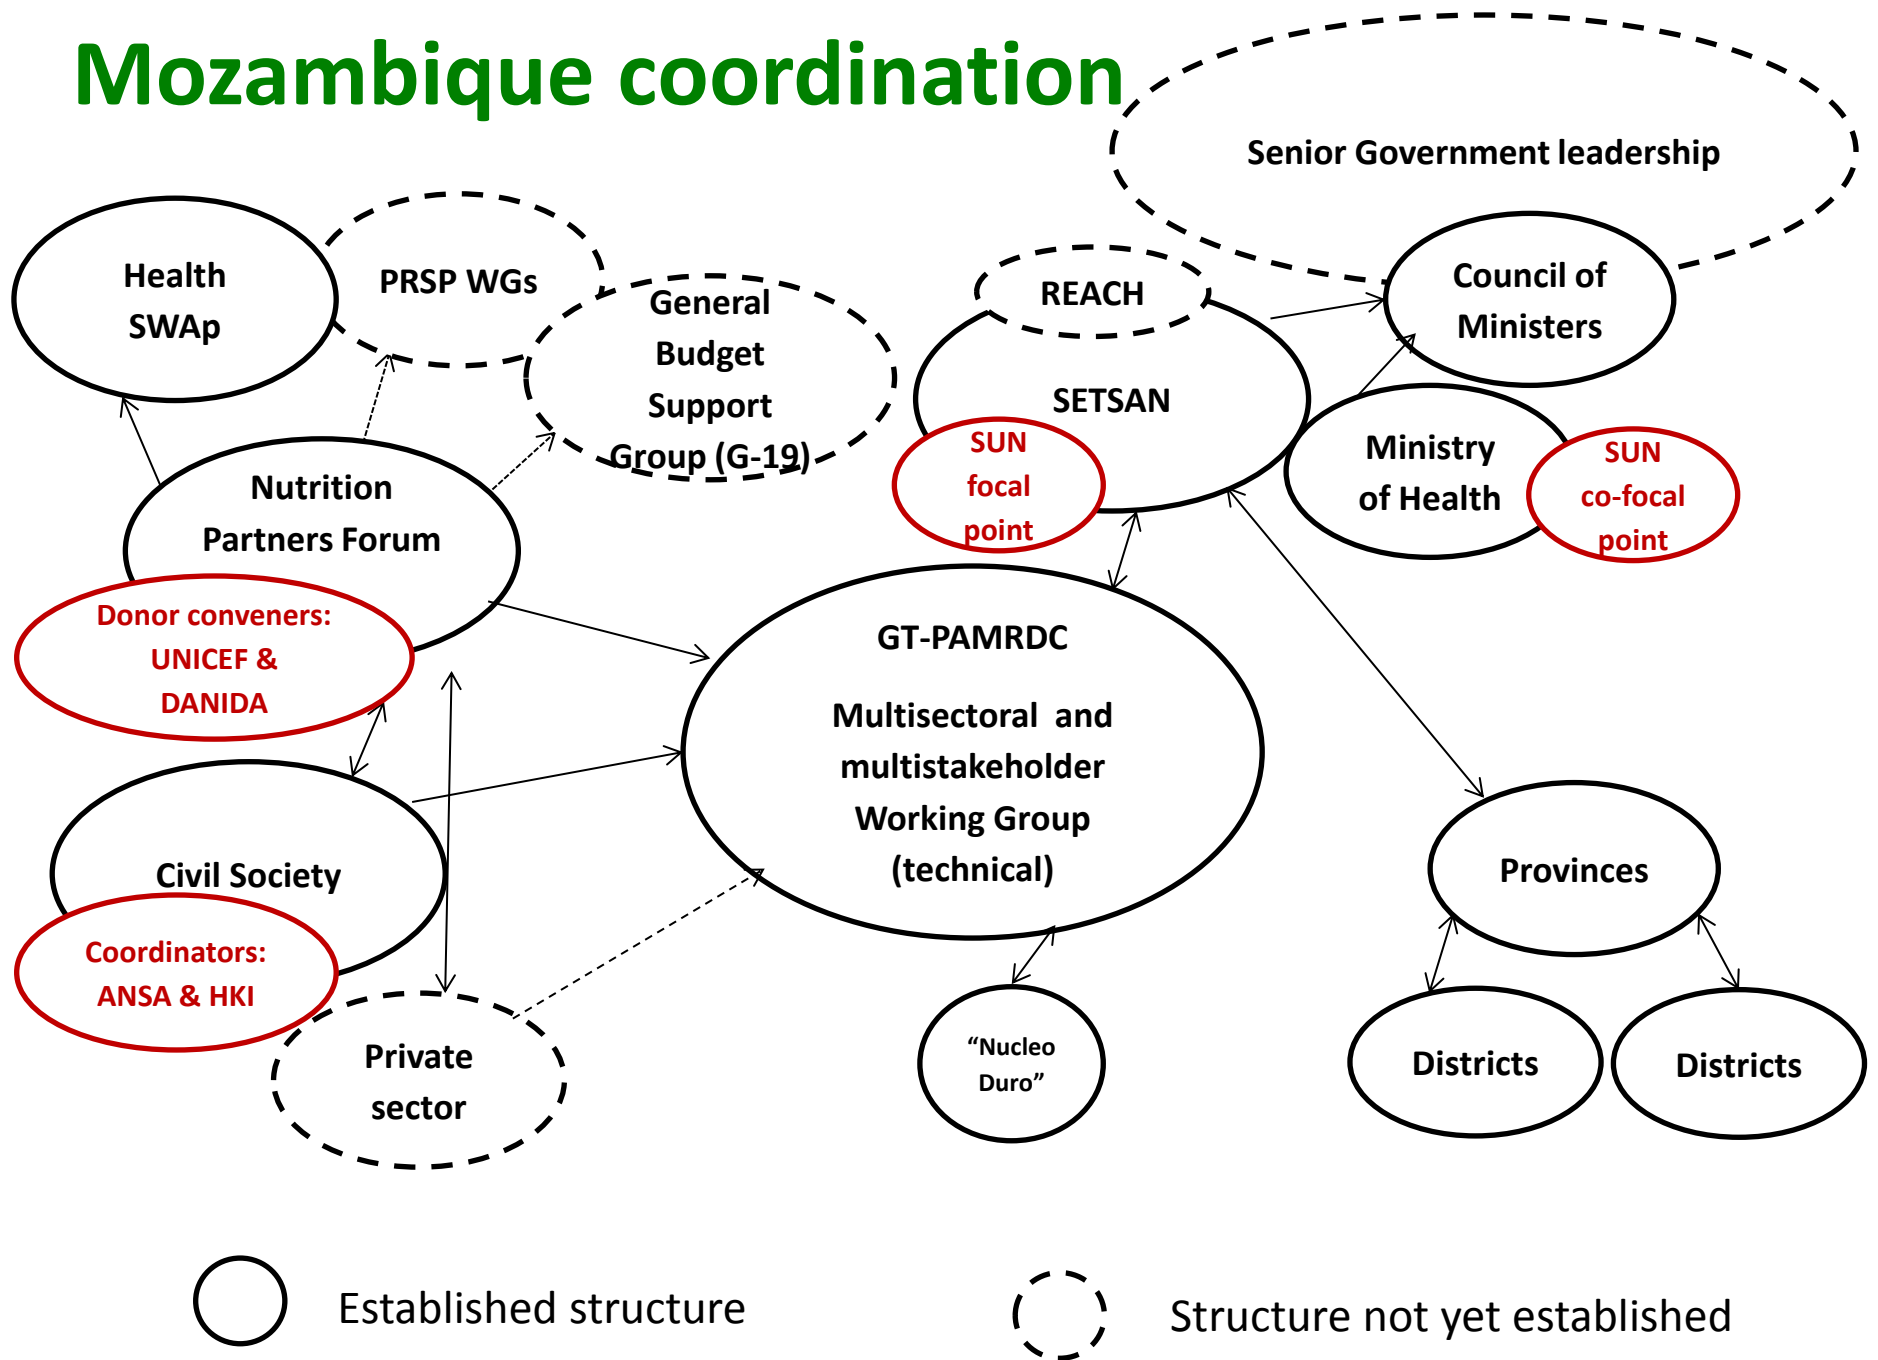 Mozambique coordination
Senior Government leadership
Health
SWAp
PRSP WGs
General
Budget
Support
Group (G-19)
REACH
SETSAN
SUN
focal
point
Council of
Ministers
Ministry
of Health
SUN
co-focal
point
Nutrition
Partners Forum
Donor conveners:
UNICEF &
DANIDA
GT-PAMRDC
Multisectoral and
multistakeholder
Working Group
(technical)
Civil Society
Coordinators:
ANSA & HKI
Private
sector
“Nucleo
Duro”
Provinces
Districts
Districts
Established structure
Structure not yet established